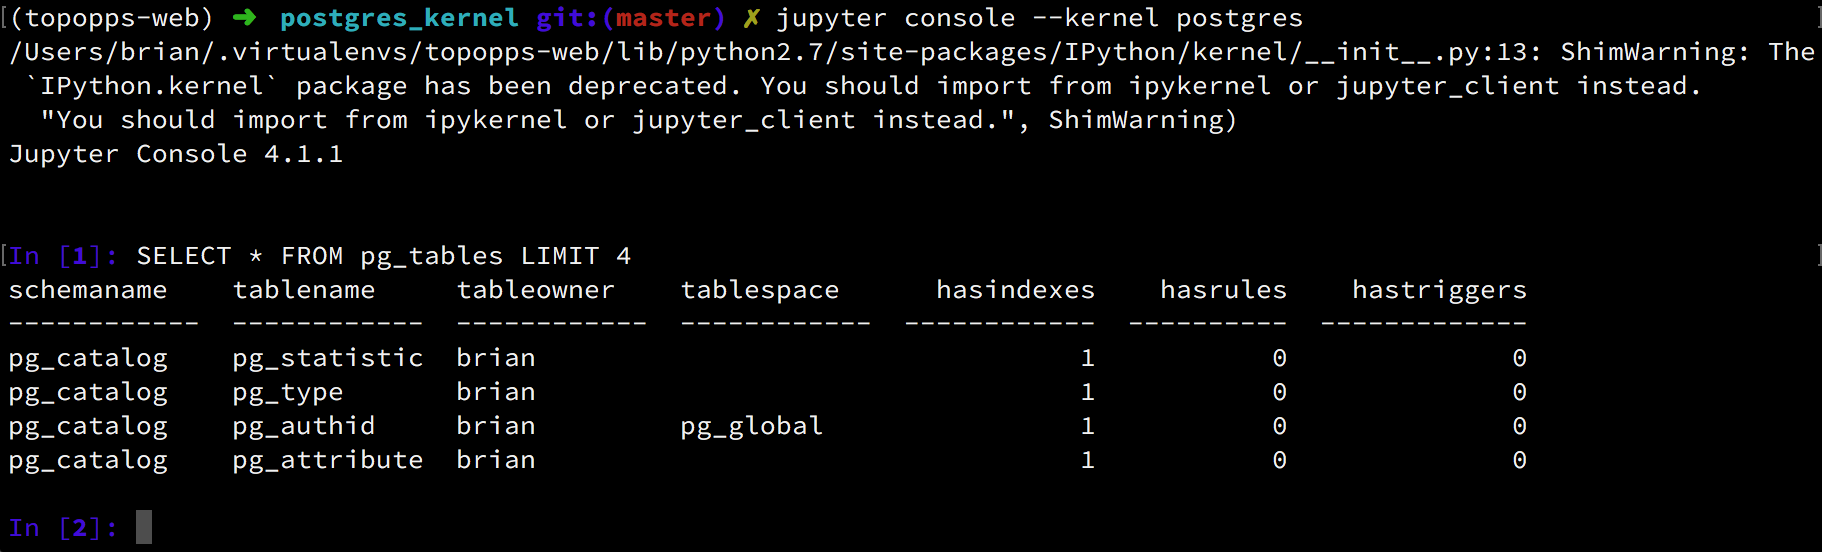 (topopps-web) ➜ postgres_kernel git:(master) ✗ jupyter console --kernel postgres
/Users/brian/.virtualenvs/topopps-web/lib/python2.7/site-packages/IPython/kernel/__init__.py:13: ShimWarning: The
`IPython.kernel` package has been deprecated. You should import from ipykernel or jupyter_client instead.
"You should import from ipykernel or jupyter_client instead.", ShimWarning)
Jupyter Console 4.1.1
In [1]: SELECT * FROM pg_tables LIMIT 4
schemaname tablename tableowner tablespace hasindexes hasrules hastriggers
------------ ------------ ------------ ------------ ------------ ---------- -------------
pg_catalog pg_statistic brian 1 0 0
pg_catalog pg_type brian 1 0 0
pg_catalog pg_authid brian pg_global 1 0 0
pg_catalog pg_attribute brian 1 0 0
In [2]: